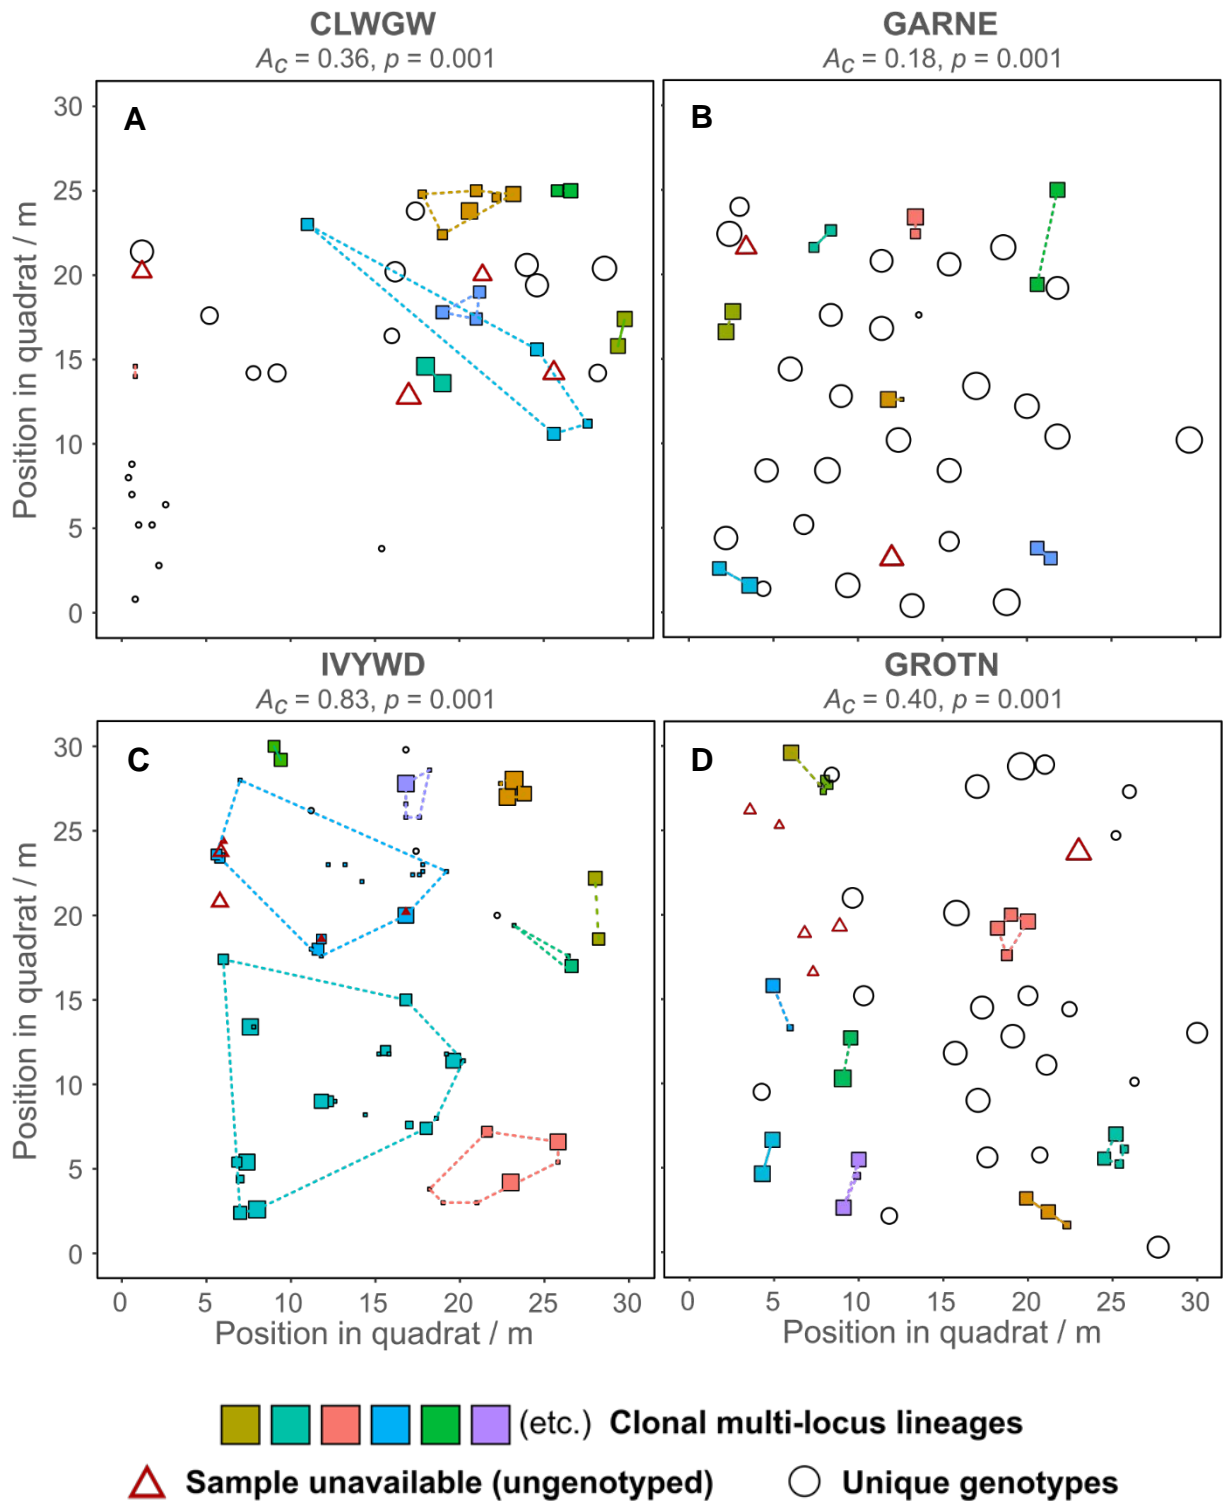 CLWGW
A_C = 0.36, p = 0.001
GARNE
A_C = 0.18, p = 0.001
A
B
30
25
20
15
10
5
0
Position in quadrat / m
IVYWD
A_C = 0.83, p = 0.001
GROTN
A_C = 0.40, p = 0.001
C
D
30
25
20
15
10
5
0
Position in quadrat / m
0 5 10 15 20 25 30
0 5 10 15 20 25 30
Position in quadrat / m
Position in quadrat / m
(etc.) Clonal multi-locus lineages
Sample unavailable (ungenotyped)
Unique genotypes